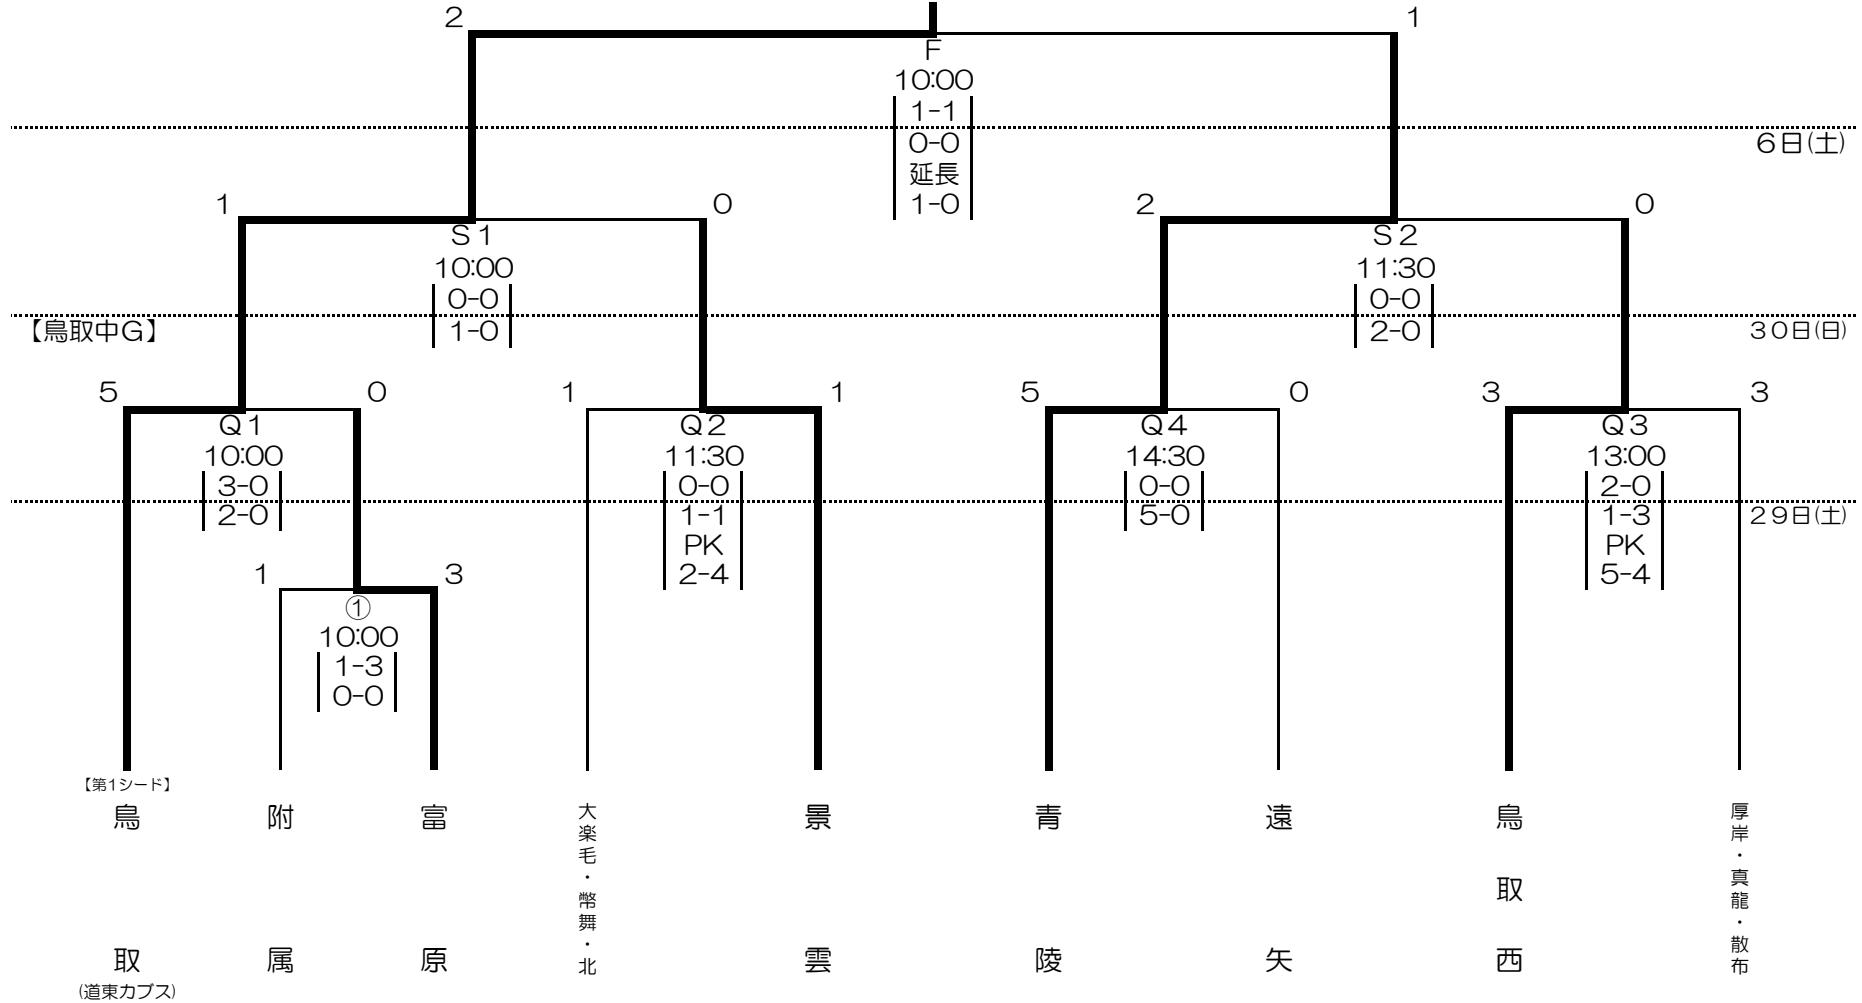 2 1
F
10:00
1-1
0-0
延長
1-0
6日(土)
1 0 2 0
S1 S2
10:00 11:30
0-0 0-0
1-0 2-0
【鳥取中G】 30日(日)
5 0 1 1 5 0 3 3
Q1 Q2 Q4 Q3
10:00 11:30 14:30 13:00
3-0 0-0 0-0 2-0
2-0 1-1 5-0 1-3
29日(土)
PK PK
2-4 5-4
1 3
①
10:00
1-3
0-0
【第1シード】
鳥取
(道東カブス)
附属
富原
大楽毛・幣舞・北
景雲
青陵
遠矢
鳥取西
厚岸・真龍・散布